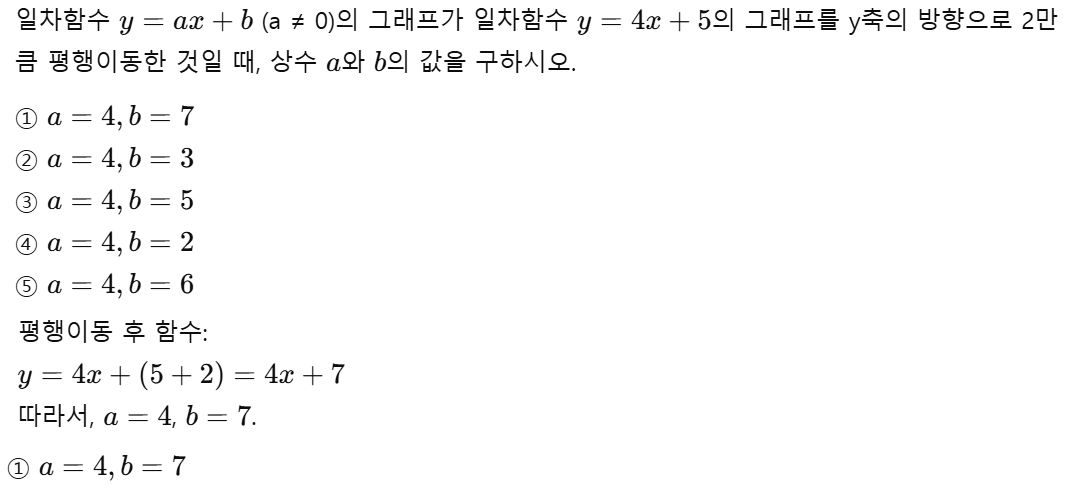 일차함수 y = ax + b (a ≠ 0)의 그래프가 일차함수 y = 4x + 5의 그래프를 y축의 방향으로 2만
큼 평행이동한 것일 때, 상수 a와 b의 값을 구하시오.
① a = 4, b = 7
② a = 4, b = 3
③ a = 4, b = 5
④ a = 4, b = 2
⑤ a = 4, b = 6
평행이동 후 함수:
y = 4x + (5 + 2) = 4x + 7
따라서, a = 4, b = 7.
① a = 4, b = 7